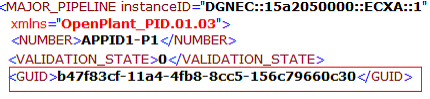 <MAJOR_PIPELINE instanceID="DGNEC::15a2050000::ECXA::1"
xmlns="OpenPlant_PID.01.03">
<NUMBER>APPID1-P1</NUMBER>
<VALIDATION_STATE>0</VALIDATION_STATE>
<GUID>b47f83cf-11a4-4fb8-8cc5-156c79660c30</GUID>